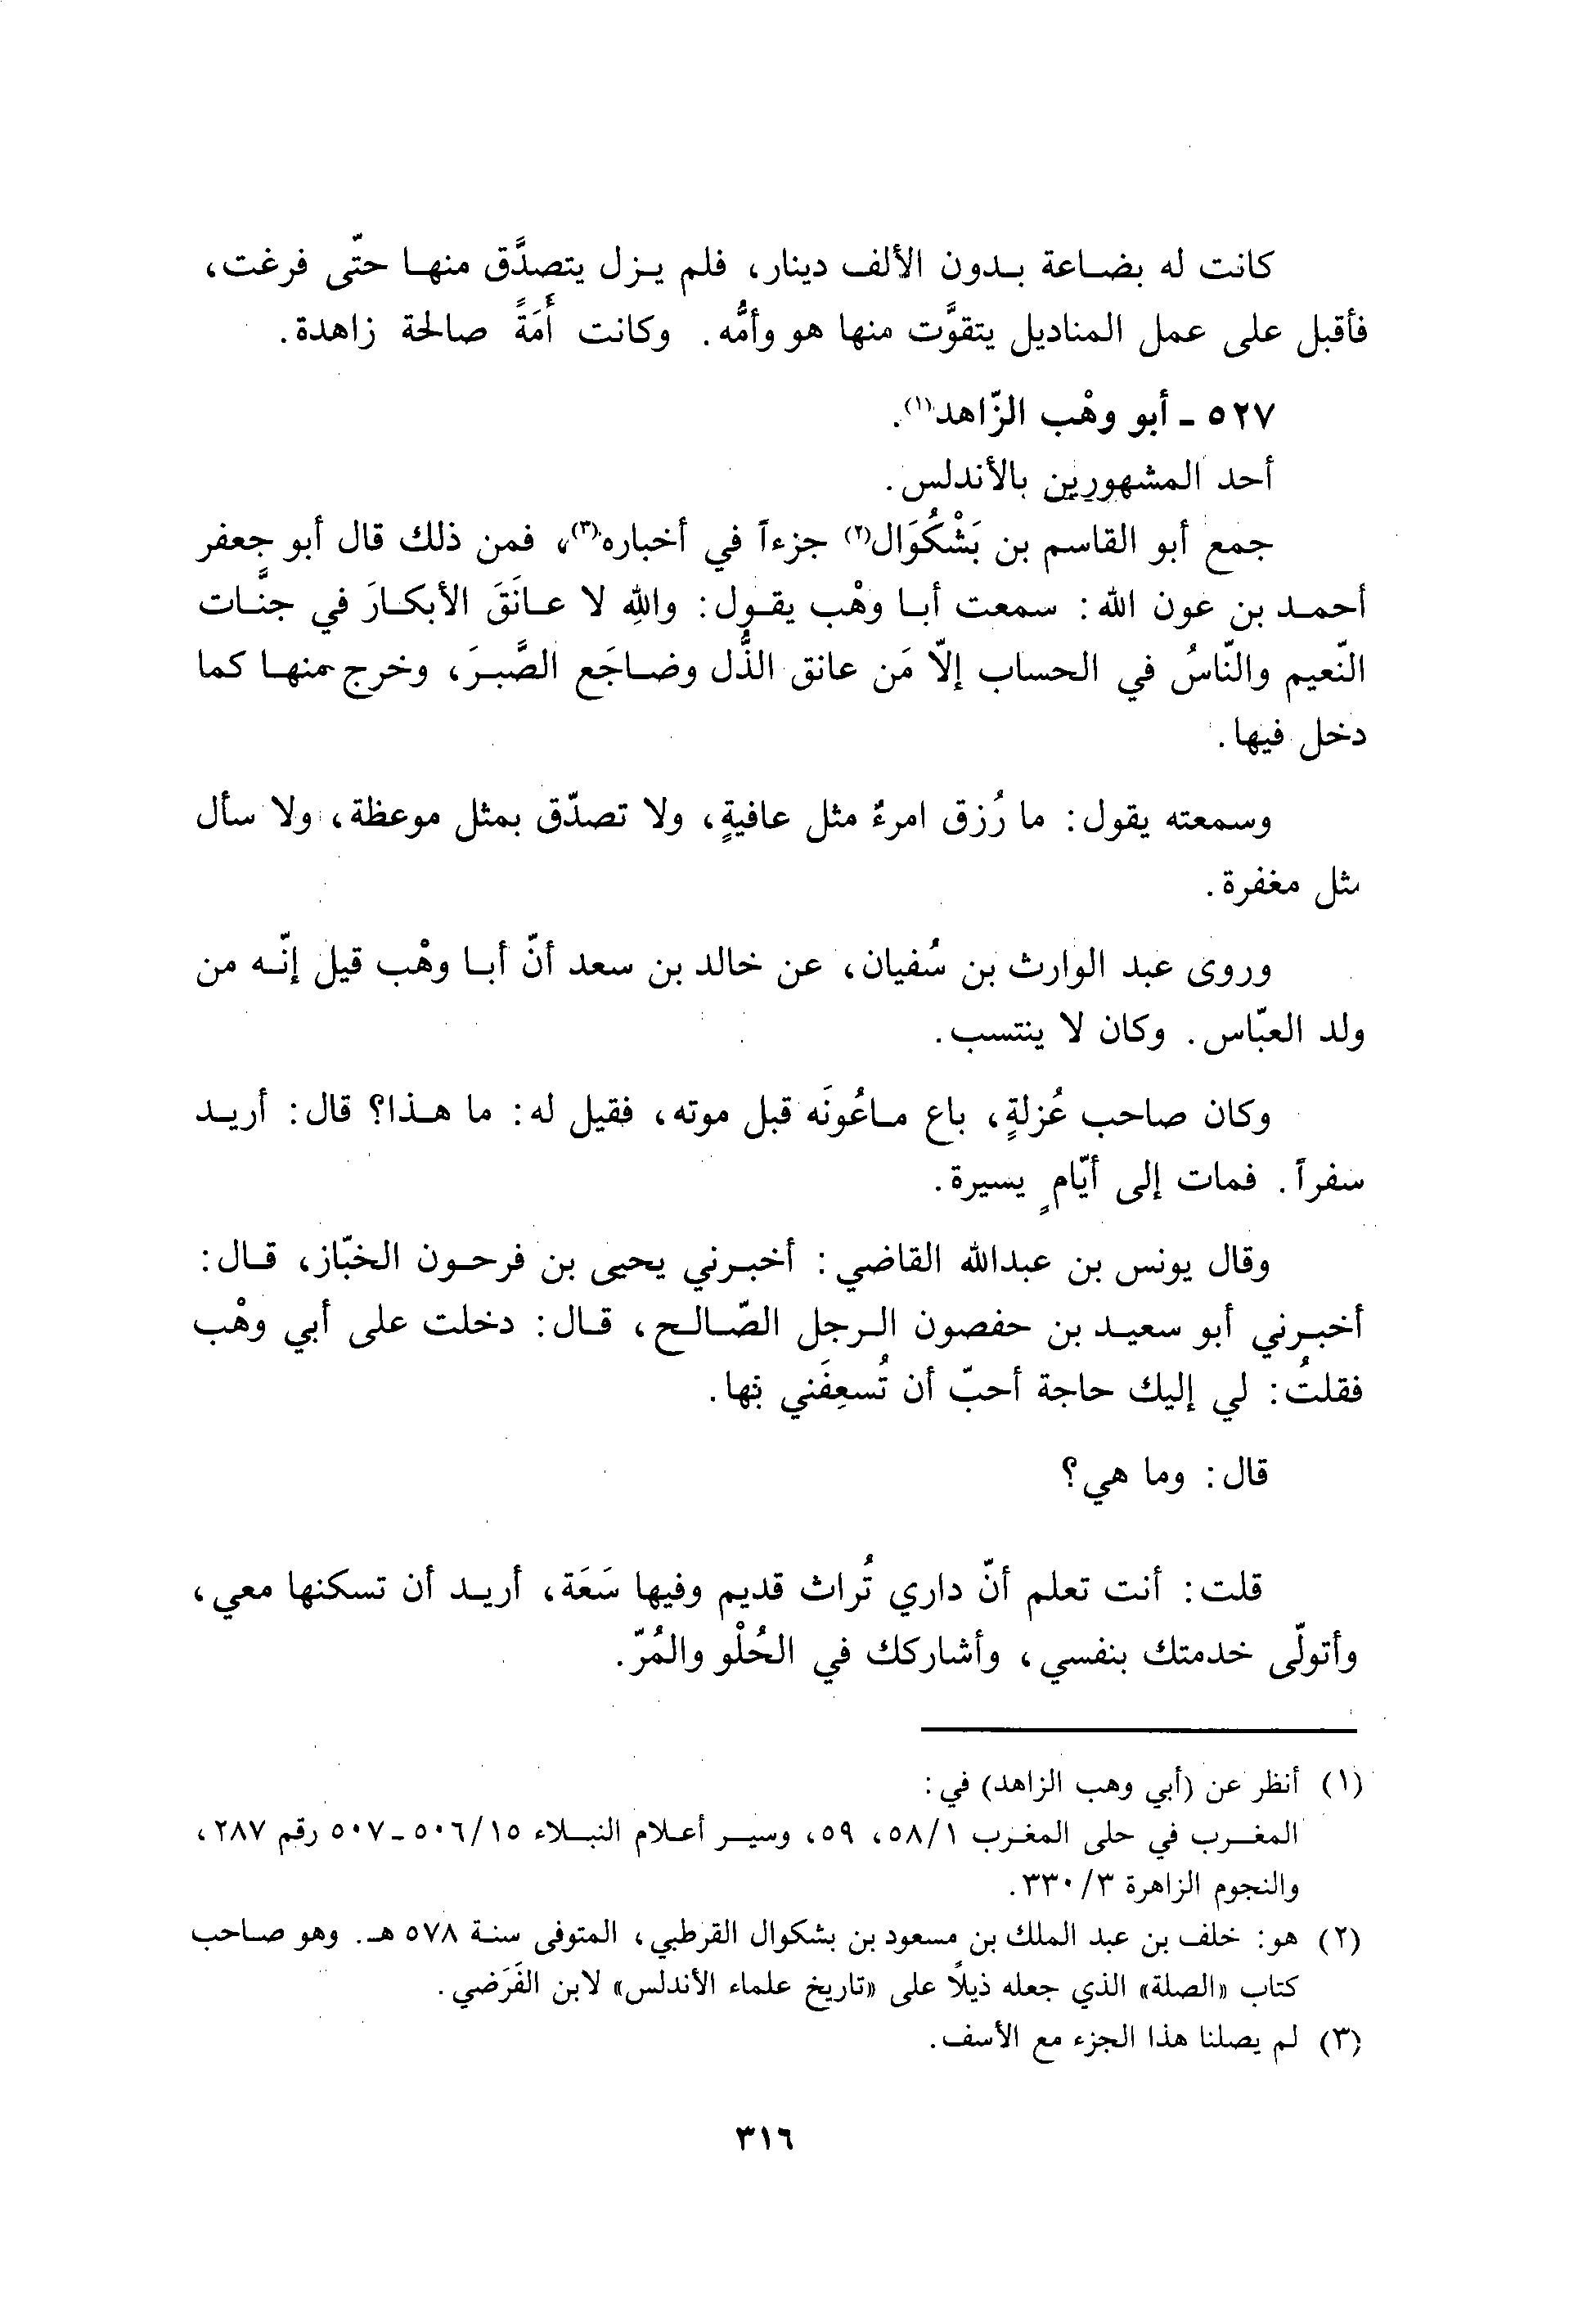 كانت له بضاعة بدون الألف دينار، فلم يزل يتصدَّق منها حتّى فرغت،
فأقبل على عمل المناديل يتقوَّت منها هو وأمُّه. وكانت أَمَةً صالحة زاهدة.
٥٢٧ - أبو وهْب الزّاهد(١).
أحد المشهورين بالأندلس.
جمع أبو القاسم بن بَشْكُوَال(٢) جزءاً في أخباره(٣)، فمن ذلك قال أبو جعفر
أحمد بن عون الله: سمعت أبا وهْب يقول: واللهِ لا عانَقَ الأبكارَ في جنَّات
النّعيم والنّاسُ في الحساب إلاّ مَن عانق الذُّل وضاجَع الصَّبرَ، وخرج منها كما
دخل فيها.
وسمعته يقول: ما رُزق امرءٌ مثل عافيةٍ، ولا تصدّق بمثل موعظة، ولا سأل
مثل مغفرة.
وروى عبد الوارث بن سُفيان، عن خالد بن سعد أنّ أبا وهْب قيل إنّه من
ولد العبّاس. وكان لا ينتسب.
وكان صاحب عُزلةٍ، باع ماعُونَه قبل موته، فقيل له: ما هذا؟ قال: أريد
سفراً. فمات إلى أيّامٍ يسيرة.
وقال يونس بن عبدالله القاضي: أخبرني يحيى بن فرحون الخبّاز، قال:
أخبرني أبو سعيد بن حفصون الرجل الصّالح، قال: دخلت على أبي وهْب
فقلتُ: لي إليك حاجة أحبّ أن تُسعِفَني بها.
قال: وما هي؟
قلت: أنت تعلم أنّ داري تُراث قديم وفيها سَعَة، أريد أن تسكنها معي،
وأتولّى خدمتك بنفسي، وأشاركك في الحُلْو والمُرّ.
(١) أنظر عن (أبي وهب الزاهد) في:
المغرب في حلى المغرب ٥٨/١، ٥٩، وسير أعلام النبلاء ٥٠٦/١٥ - ٥٠٧ رقم ٢٨٧،
والنجوم الزاهرة ٣٣٠/٣.
(٢) هو: خلف بن عبد الملك بن مسعود بن بشكوال القرطبي، المتوفى سنة ٥٧٨ هـ. وهو صاحب
كتاب «الصلة» الذي جعله ذيلاً على «تاريخ علماء الأندلس» لابن الفَرَضي.
(٣) لم يصلنا هذا الجزء مع الأسف.
٣١٦